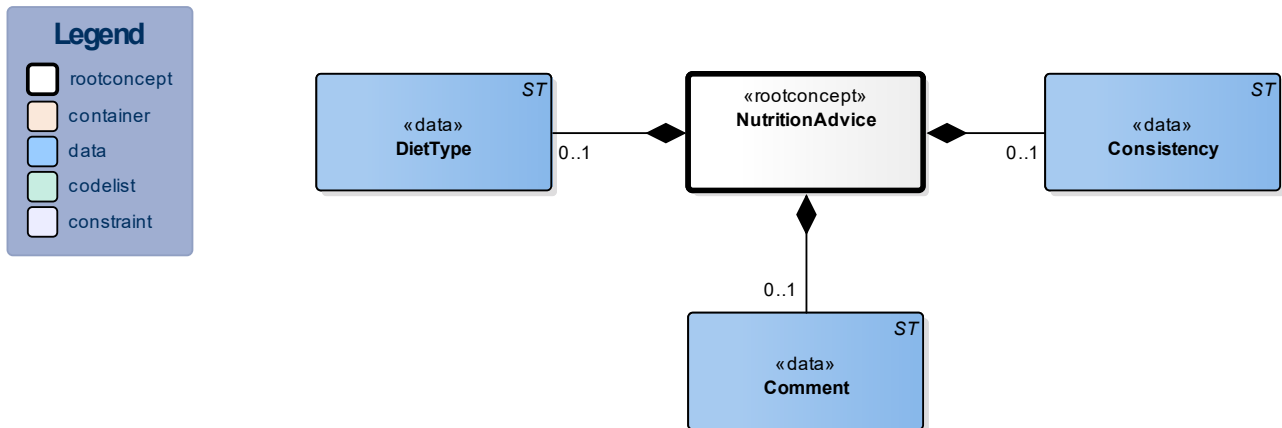 Legend
rootconcept
container
data
codelist
constraint
ST
«data»
DietType
0..1
«rootconcept»
NutritionAdvice
ST
«data»
Consistency
0..1
0..1
ST
«data»
Comment